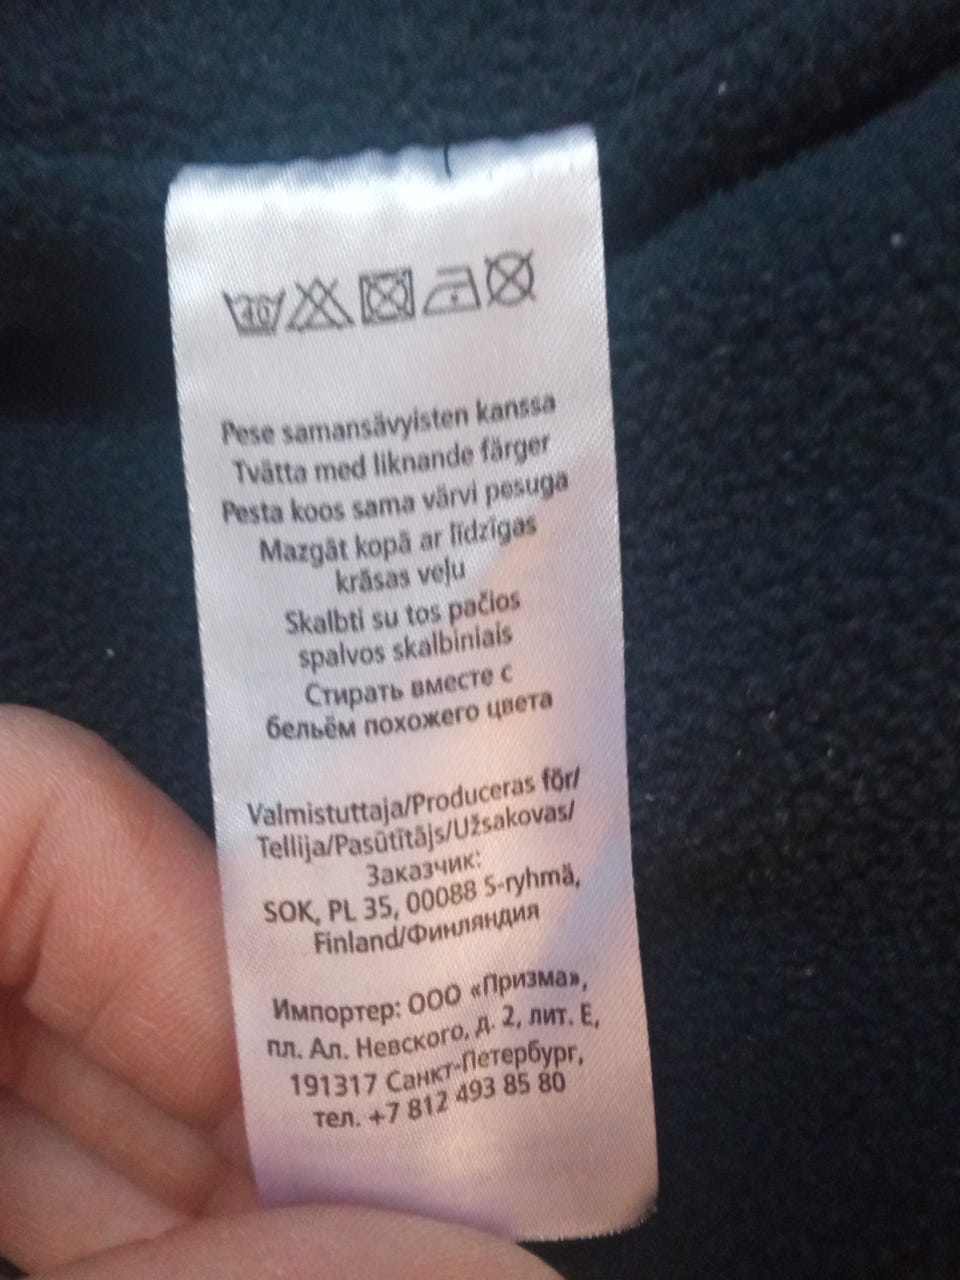 40
Pese samansävyisten kanssa
Tvätta med liknande färger
Pesta koos sama värvi pesuga
Mazgāt kopā ar līdzīgas
krāsas veļu
Skalbti su tos pačios
spalvos skalbiniais
Стирать вместе с
бельём похожего цвета
Valmistuttaja/Produceras för/
Tellija/Pasūtītājs/Užsakovas/
Заказчик:
SOK, PL 35, 00088 S-ryhmä,
Finland/Финляндия
Импортер: ООО «Призма»,
пл. Ал. Невского, д. 2, лит. Е,
191317 Санкт-Петербург,
тел. +7 812 493 85 80